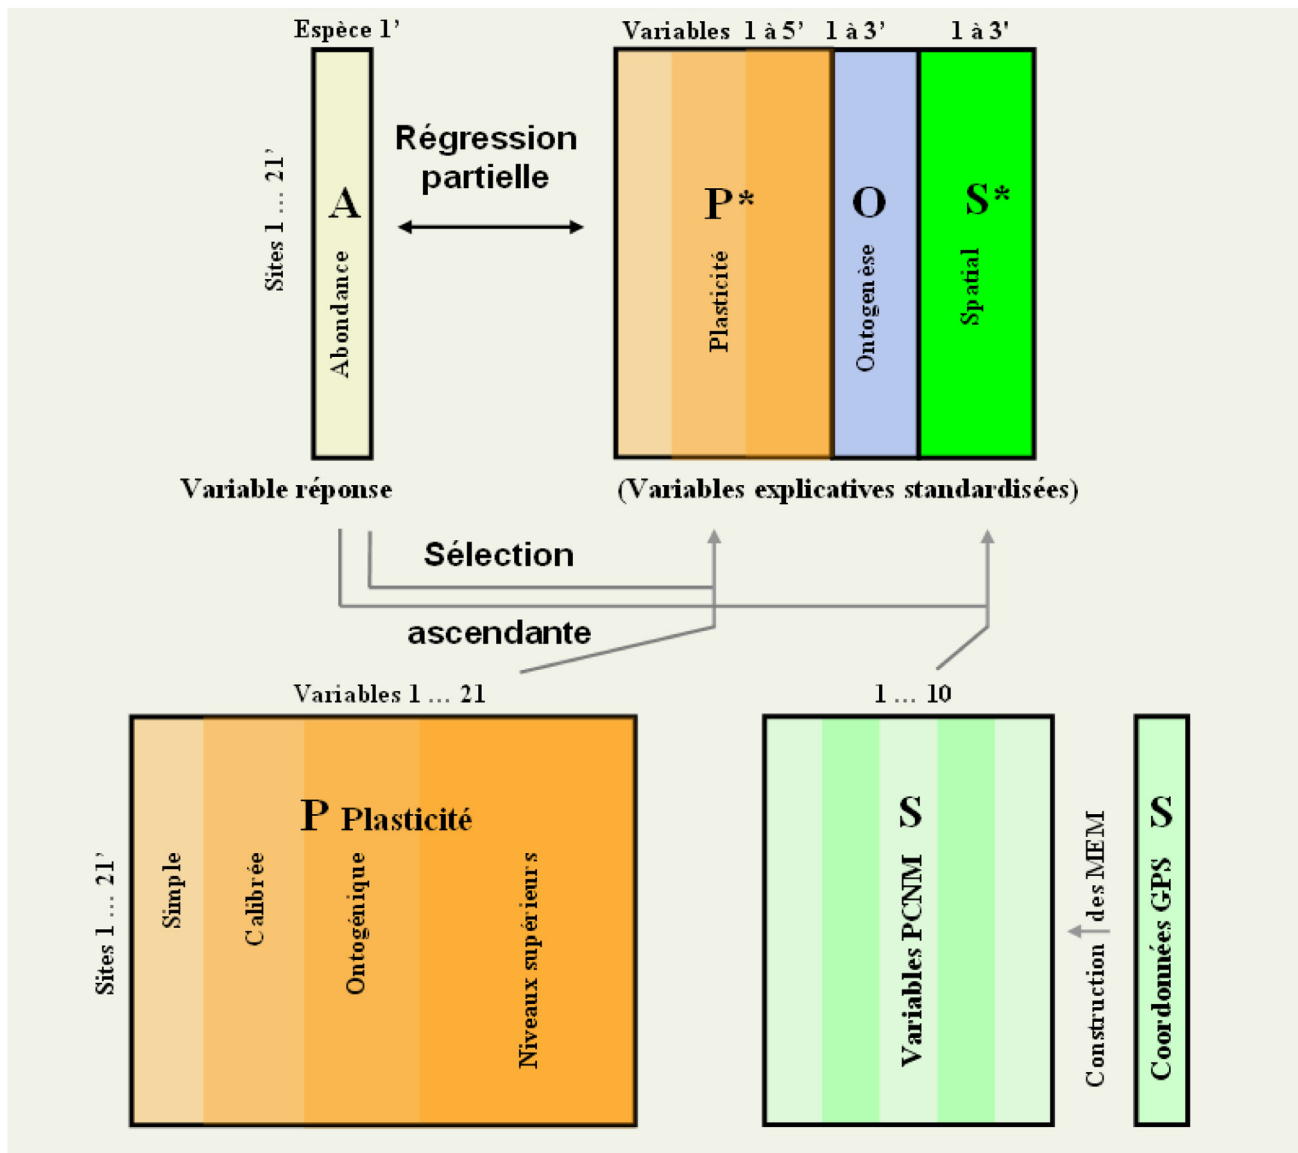 Espèce 1’
Variables 1 à 5’ 1 à 3’ 1 à 3'
Sites 1 … 21’
A
Abondance
Régression
partielle
P*
Plasticité
O
Ontogenèse
S*
Spatial
Variable réponse
(Variables explicatives standardisées)
Sélection
ascendante
Variables 1 … 21
1 … 10
Sites 1 … 21’
P Plasticité
Simple
Calibrée
Ontogénique
Niveaux supérieurs
S
Variables PCNM
Construction des MEM
S
Coordonnées GPS